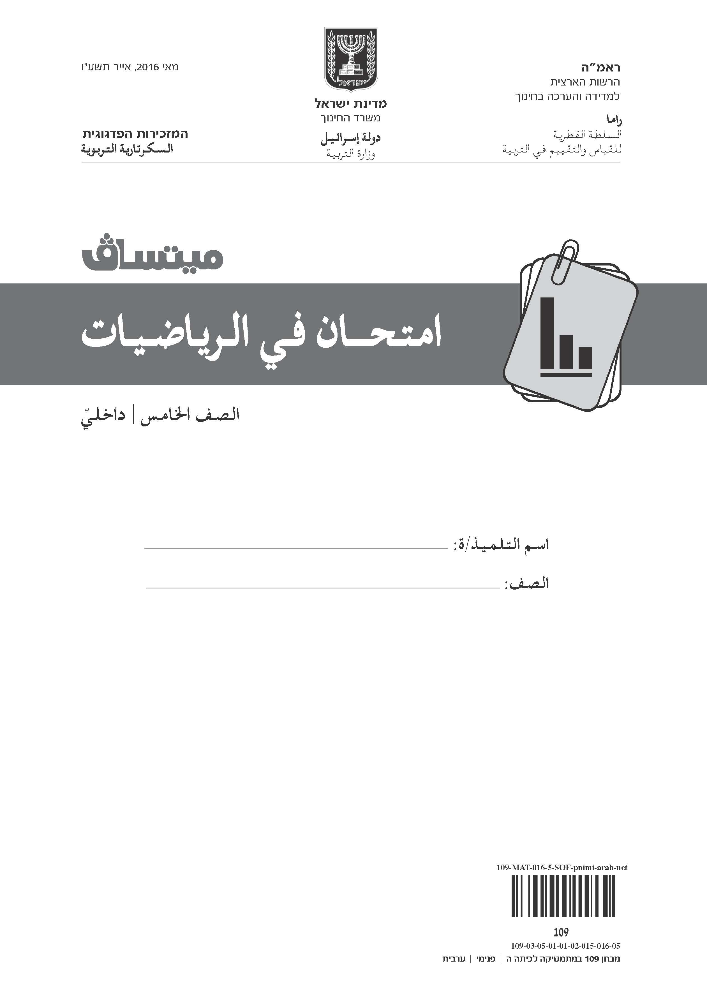 ראמ״ה
הרשות הארצית
למדידה והערכה בחינוך
راما
السلطة القطرية
للقياس والتقييم في التربية
ישראל
מדינת ישראל
משרד החינוך
دولة إسرائيل
وزارة التربية
מאי 2016, אייר תשע"ו
המזכירות הפדגוגית
السكرتارية التربوية
ميتساڤ
امتحان في الرياضيات
الصف الخامس | داخليّ
اسم التلميذ/ة:
الصف:
109-MAT-016-5-SOF-pnimi-arab-net
109
109-03-05-01-01-02-015-016-05
מבחן 109 במתמטיקה לכיתה ה | פנימי | ערבית